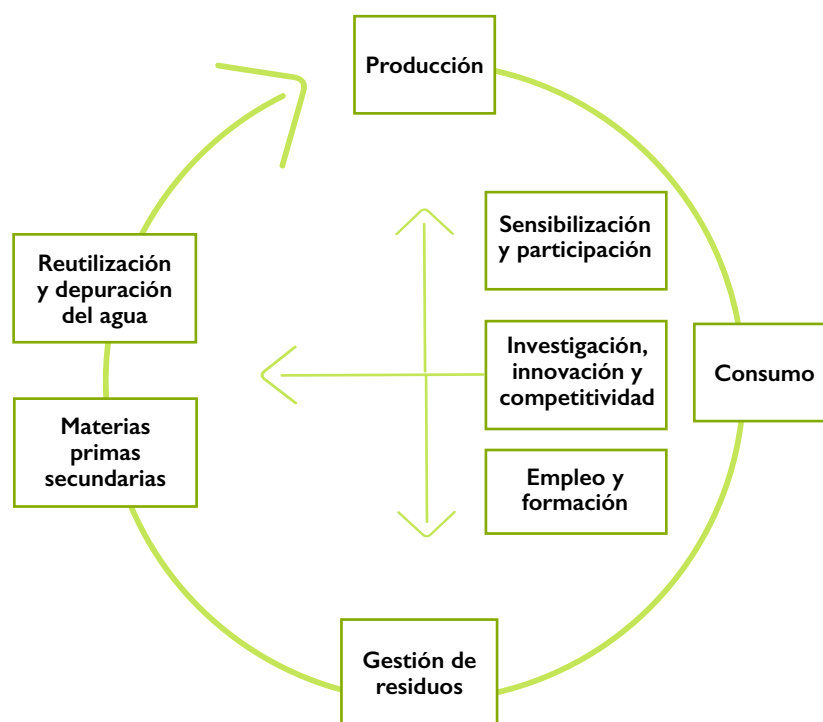 Producción
Sensibilización
y participación
Reutilización
y depuración
del agua
Investigación,
innovación y
competitividad
Consumo
Materias
primas
secundarias
Empleo y
formación
Gestión de
residuos